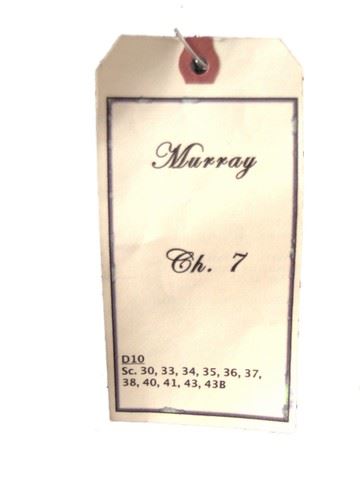 Murray
Ch. 7
D10
Sc. 30, 33, 34, 35, 36, 37,
38, 40, 41, 43, 43B